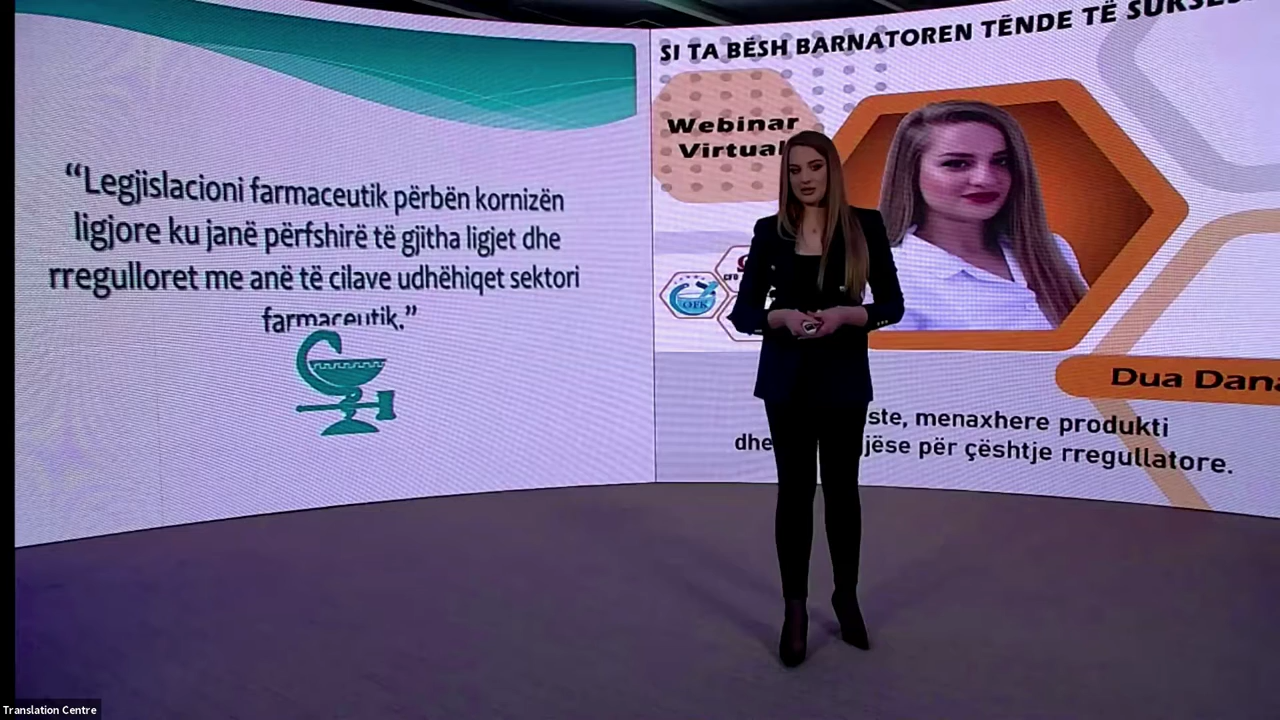 “Legjislacioni farmaceutik përbën kornizën
ligjore ku janë përfshirë të gjitha ligjet dhe
rregulloret me anë të cilave udhëhiqet sektori
farmaceutik.”
SI TA BËSH BARNATOREN TËNDE TË
Webinar
Virtual
OFK
Dua
ste, menaxhere produkti
dhe jëse për çështje rregullatore.
Translation Centre